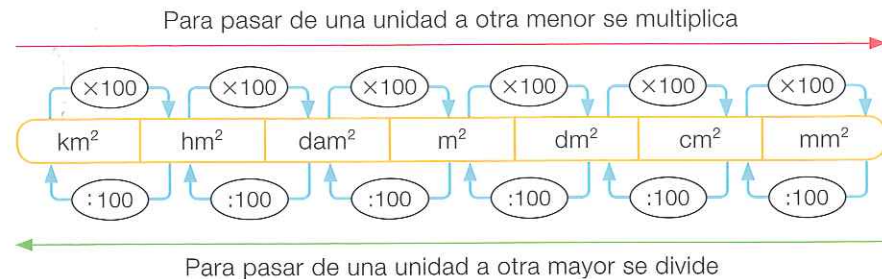 Para pasar de una unidad a otra menor se multiplica
×100 ×100 ×100 ×100 ×100 ×100
km² hm² dam² m² dm² cm² mm²
:100 :100 :100 :100 :100 :100
Para pasar de una unidad a otra mayor se divide